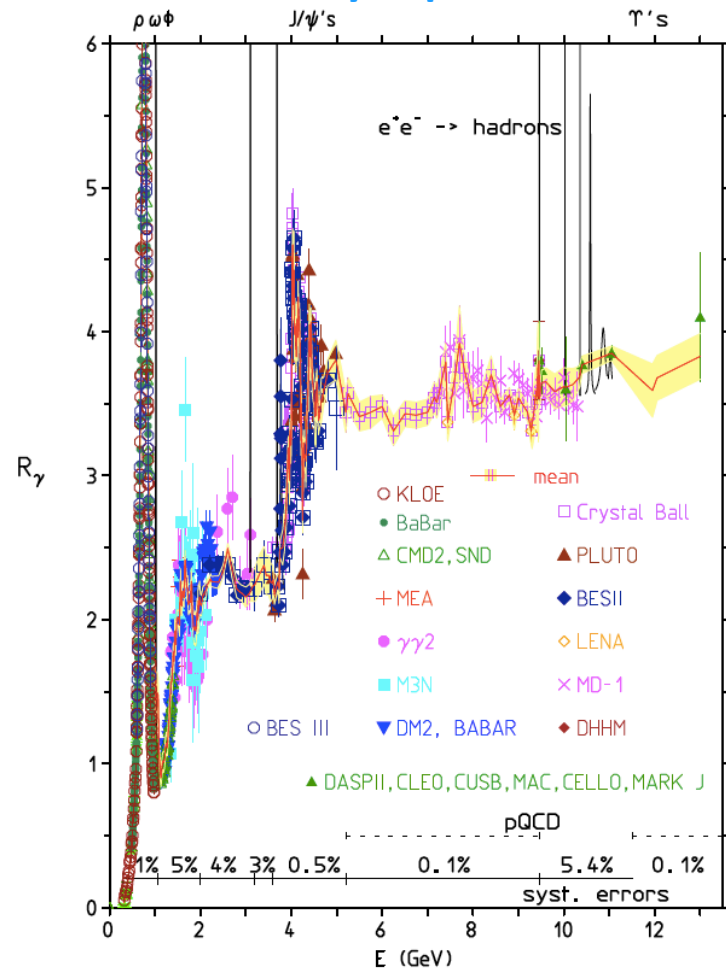 ρ ω Φ J/ψ's ϒ's
6
e⁺e⁻ -> hadrons
5
4
3
Rγ
mean
KLOE
Crystal Ball
BaBar
CMD2,SND
PLUTO
MEA
BESII
γγ2
LENA
M3N
MD-1
BES III
DM2, BABAR
DHHM
DASPII,CLEO,CUSB,MAC,CELLO,MARK J
2
1
pQCD
1% 5% 4% 3% 0.5% 0.1% 5.4% 0.1%
syst. errors
0
0 2 4 6 8 10 12
E (GeV)